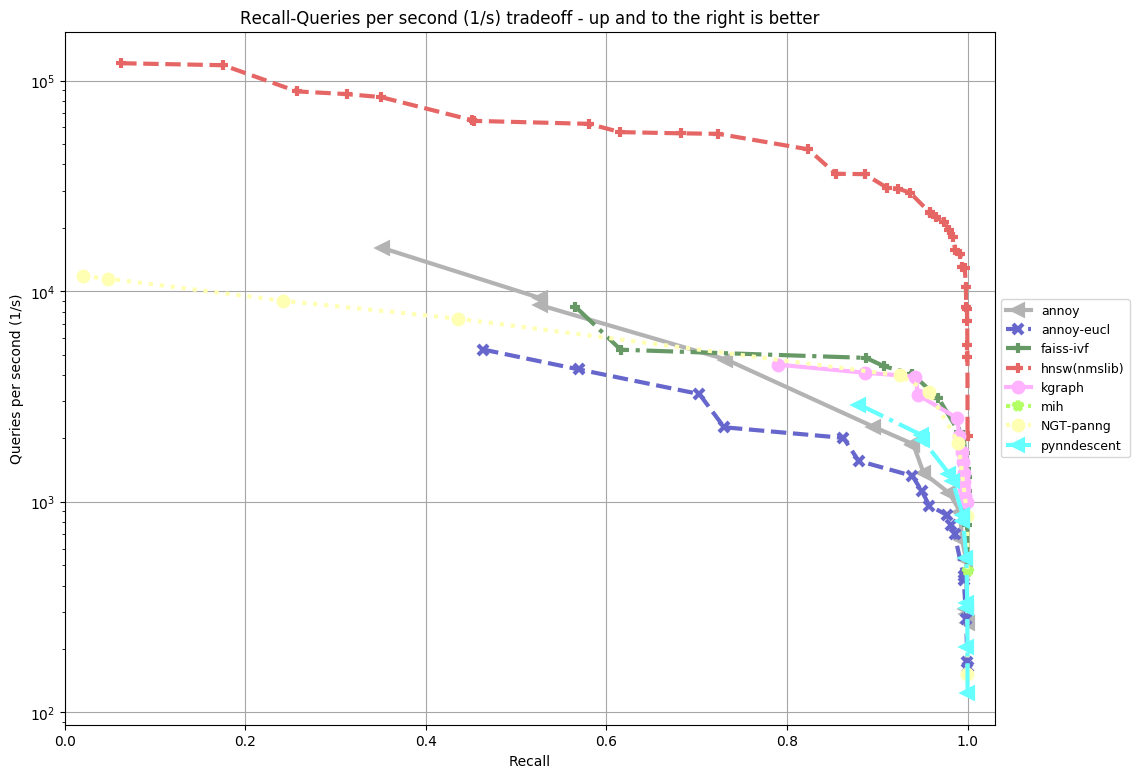 Recall-Queries per second (1/s) tradeoff - up and to the right is better
Queries per second (1/s)
10^5
10^4
10^3
10^2
0.0 0.2 0.4 0.6 0.8 1.0
Recall
annoy
annoy-eucl
faiss-ivf
hnsw(nmslib)
kgraph
mih
NGT-panng
pynndescent